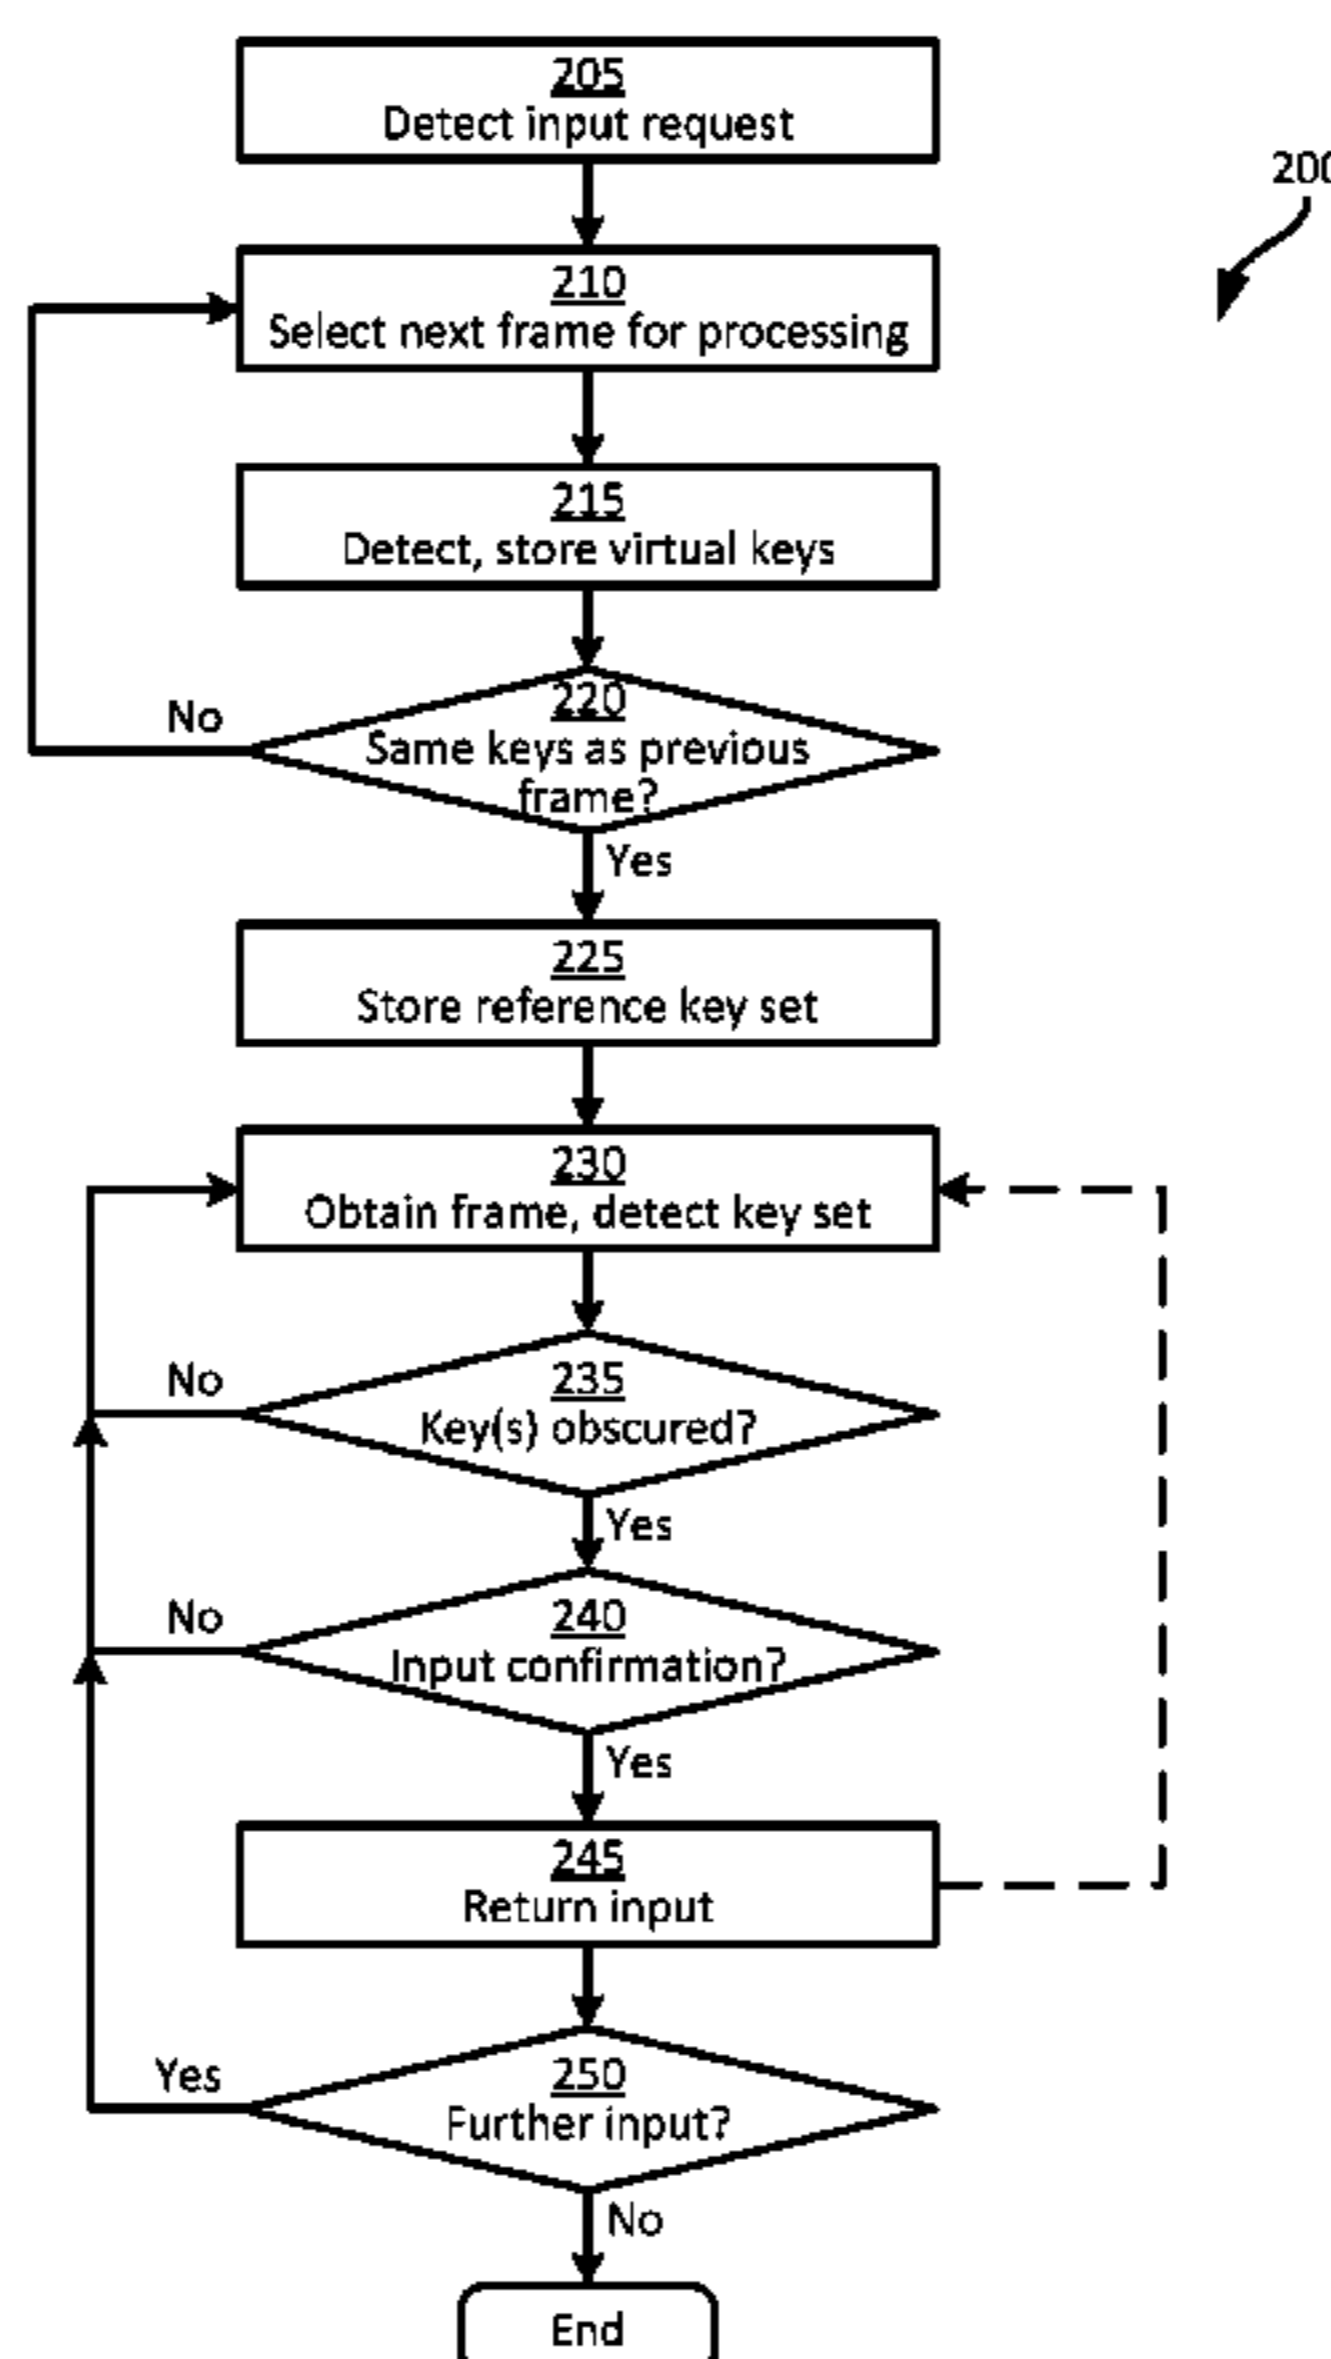 205
Detect input request
200
210
Select next frame for processing
215
Detect, store virtual keys
No
220
Same keys as previous
frame?
Yes
225
Store reference key set
230
Obtain frame, detect key set
No
235
Key(s) obscured?
Yes
No
240
Input confirmation?
Yes
245
Return input
Yes
250
Further input?
No
End